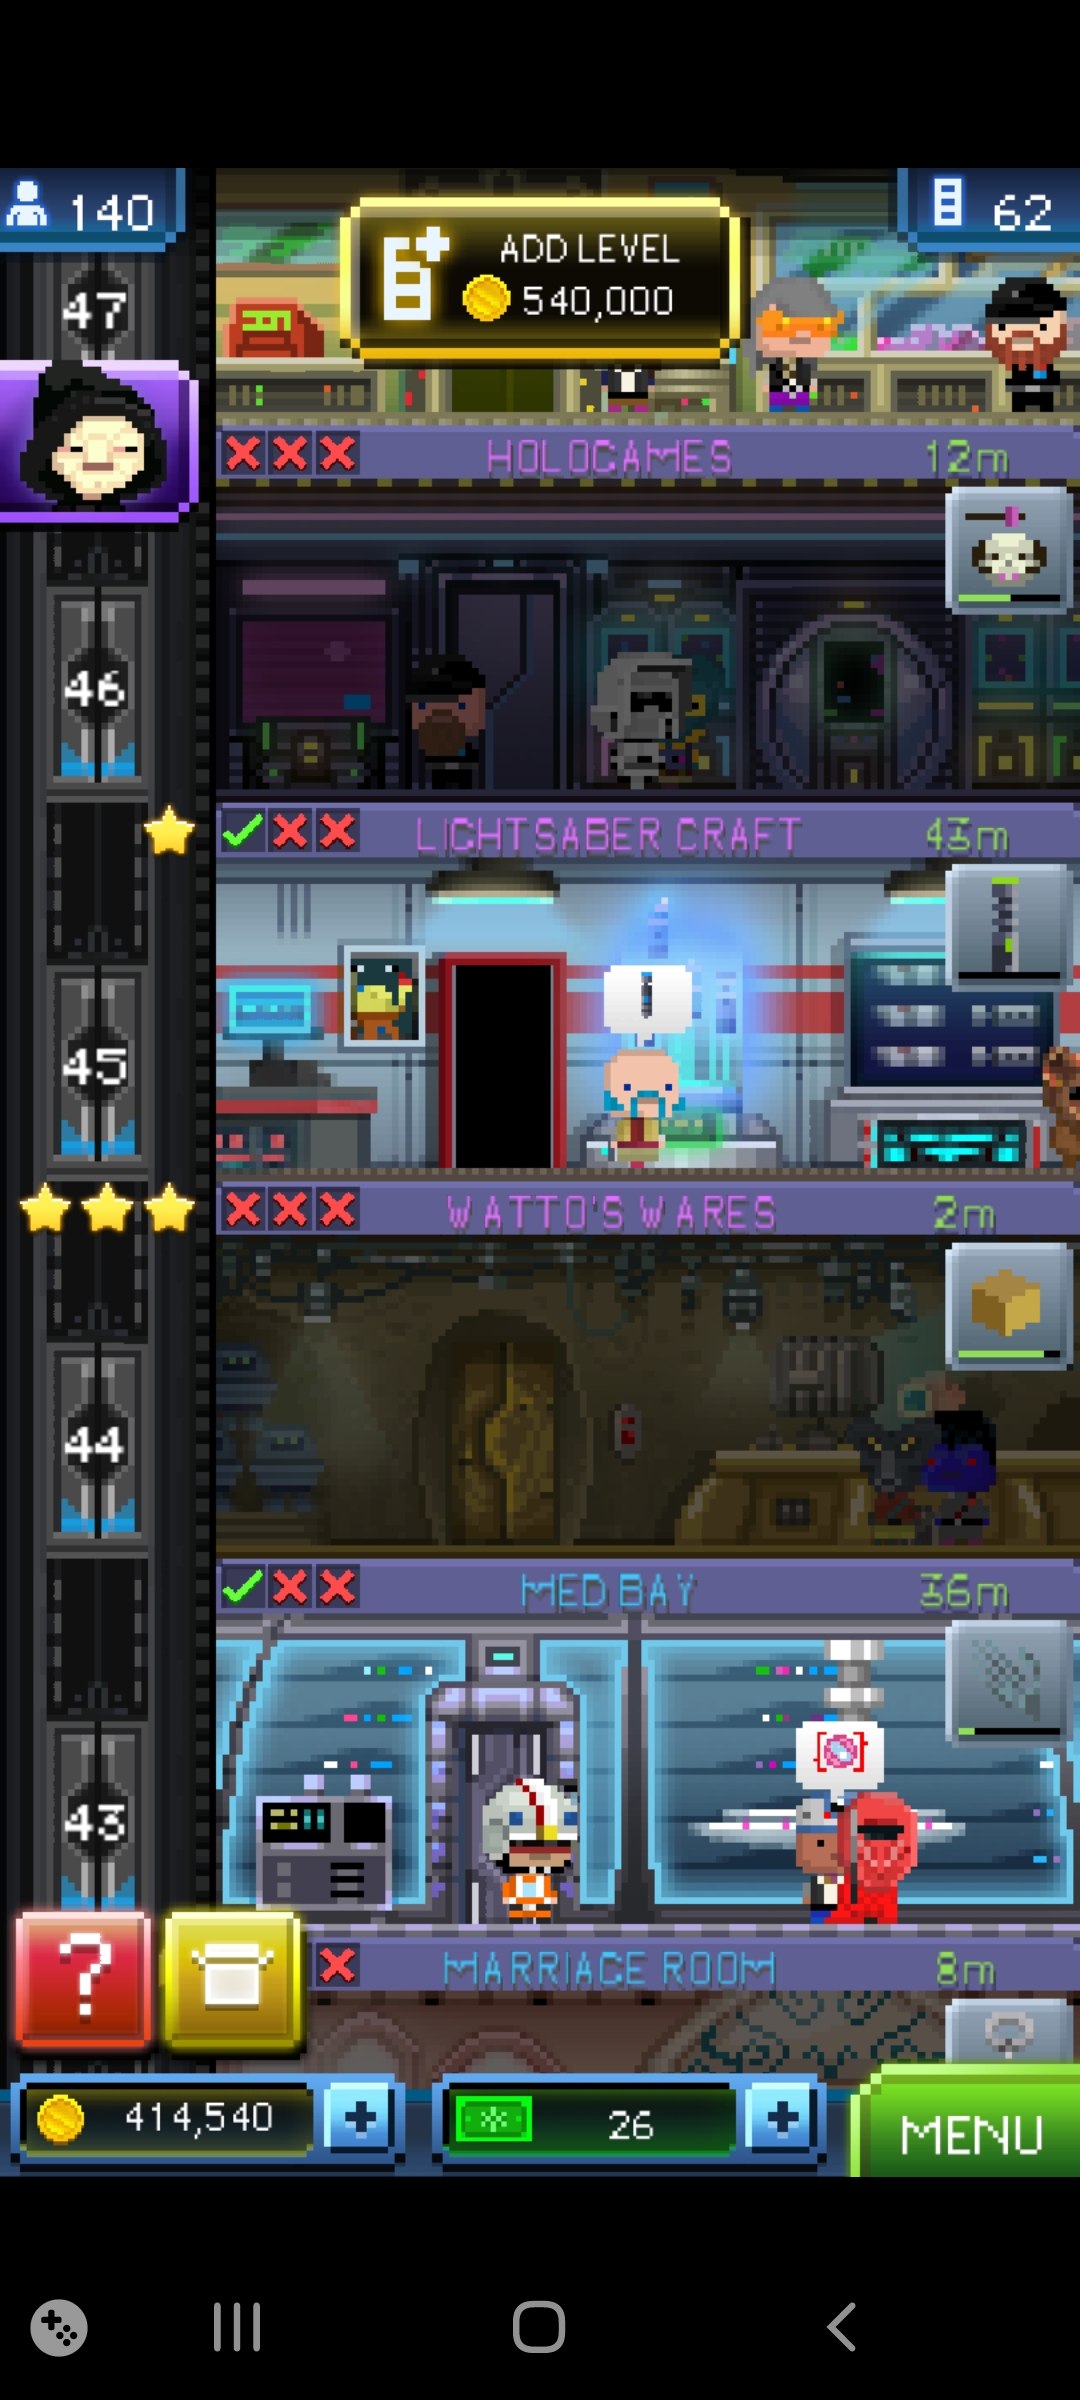 140
62
ADD LEVEL
540,000
47
HOLOGAMES
12m
46
LIGHTSABER CRAFT
43m
45
WATTO'S WARES
2m
44
MED BAY
36m
43
?
MARRIAGE ROOM
8m
414,540
+
26
+
MENU